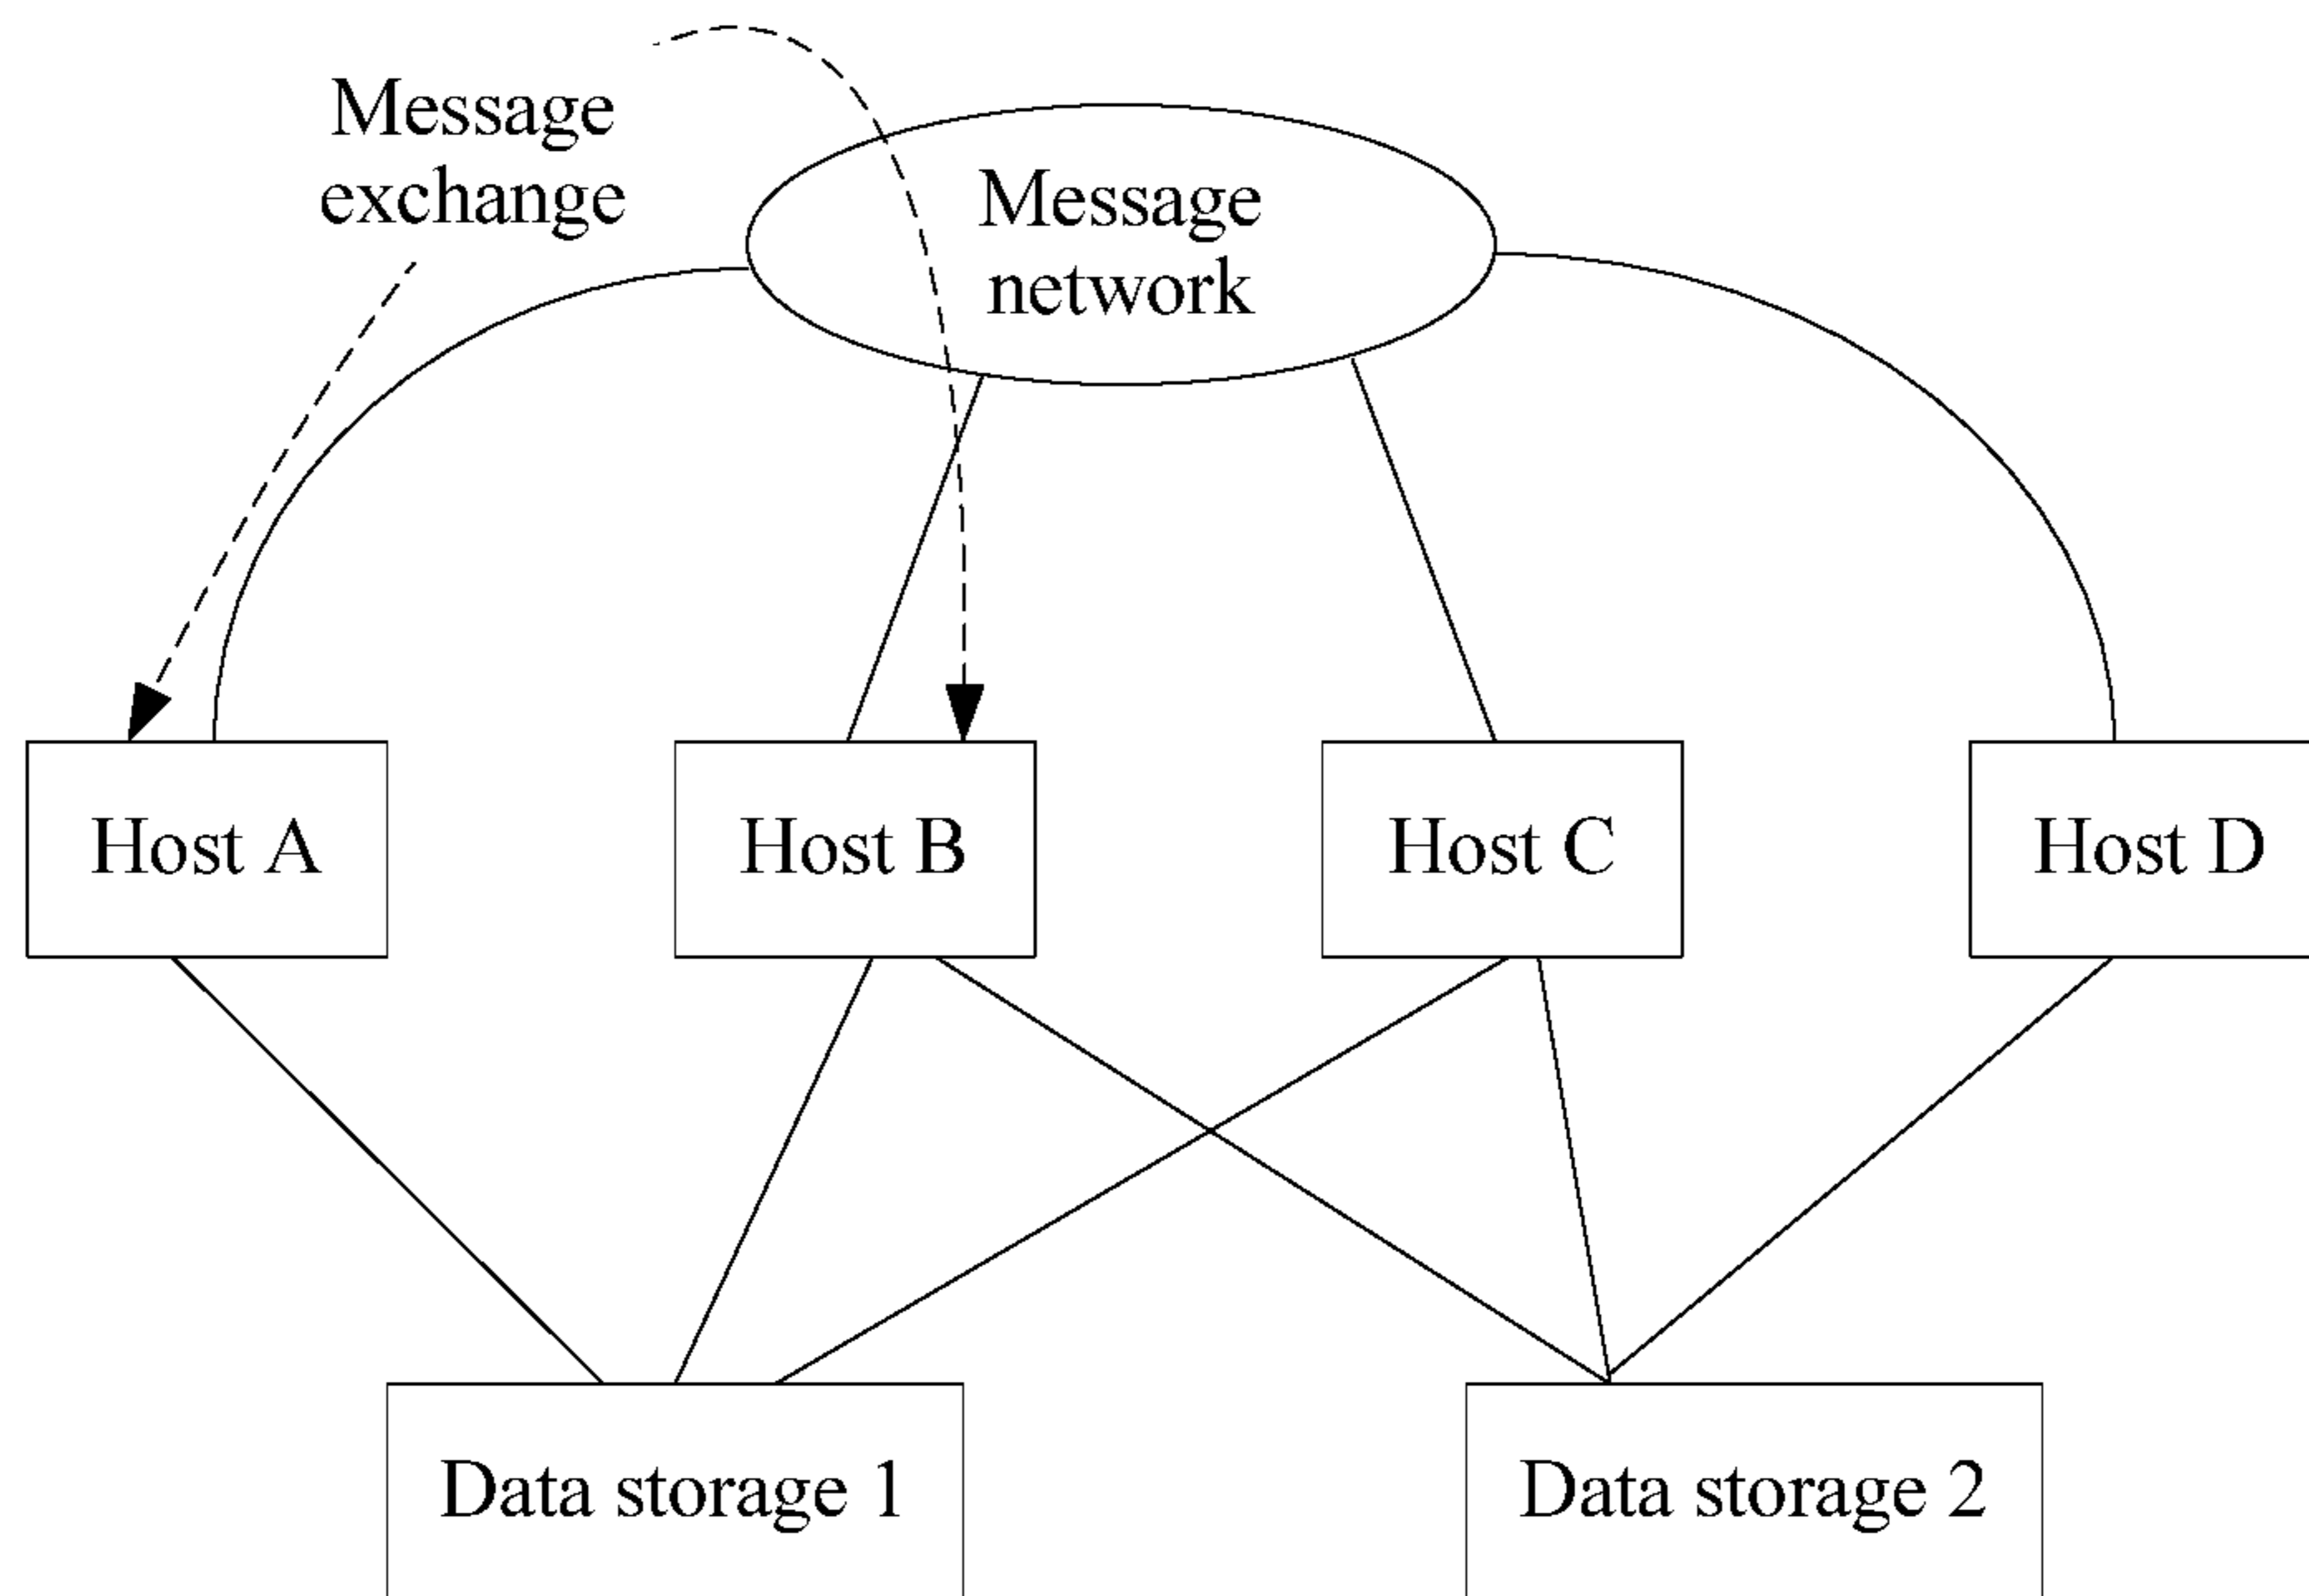 Message
exchange
Message
network
Host A
Host B
Host C
Host D
Data storage 1
Data storage 2